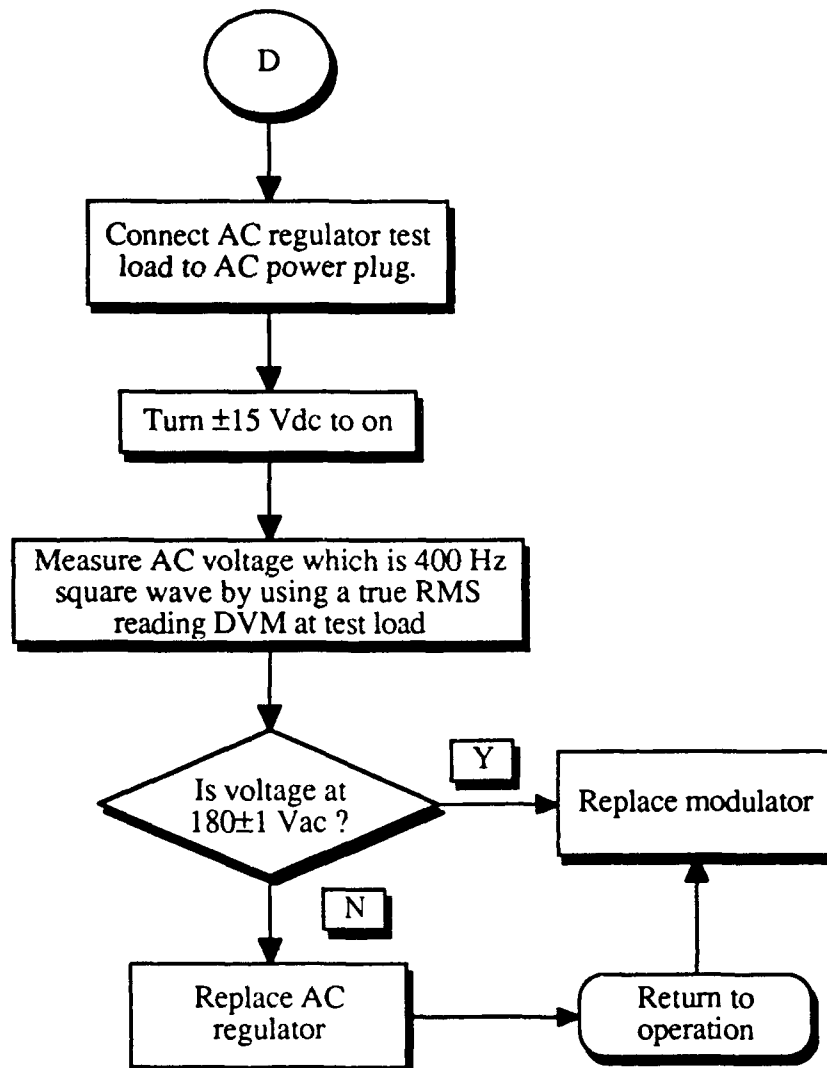 D
Connect AC regulator test
load to AC power plug.
Turn ±15 Vdc to on
Measure AC voltage which is 400 Hz
square wave by using a true RMS
reading DVM at test load
Is voltage at
180±1 Vac ?
Y
Replace modulator
N
Replace AC
regulator
Return to
operation